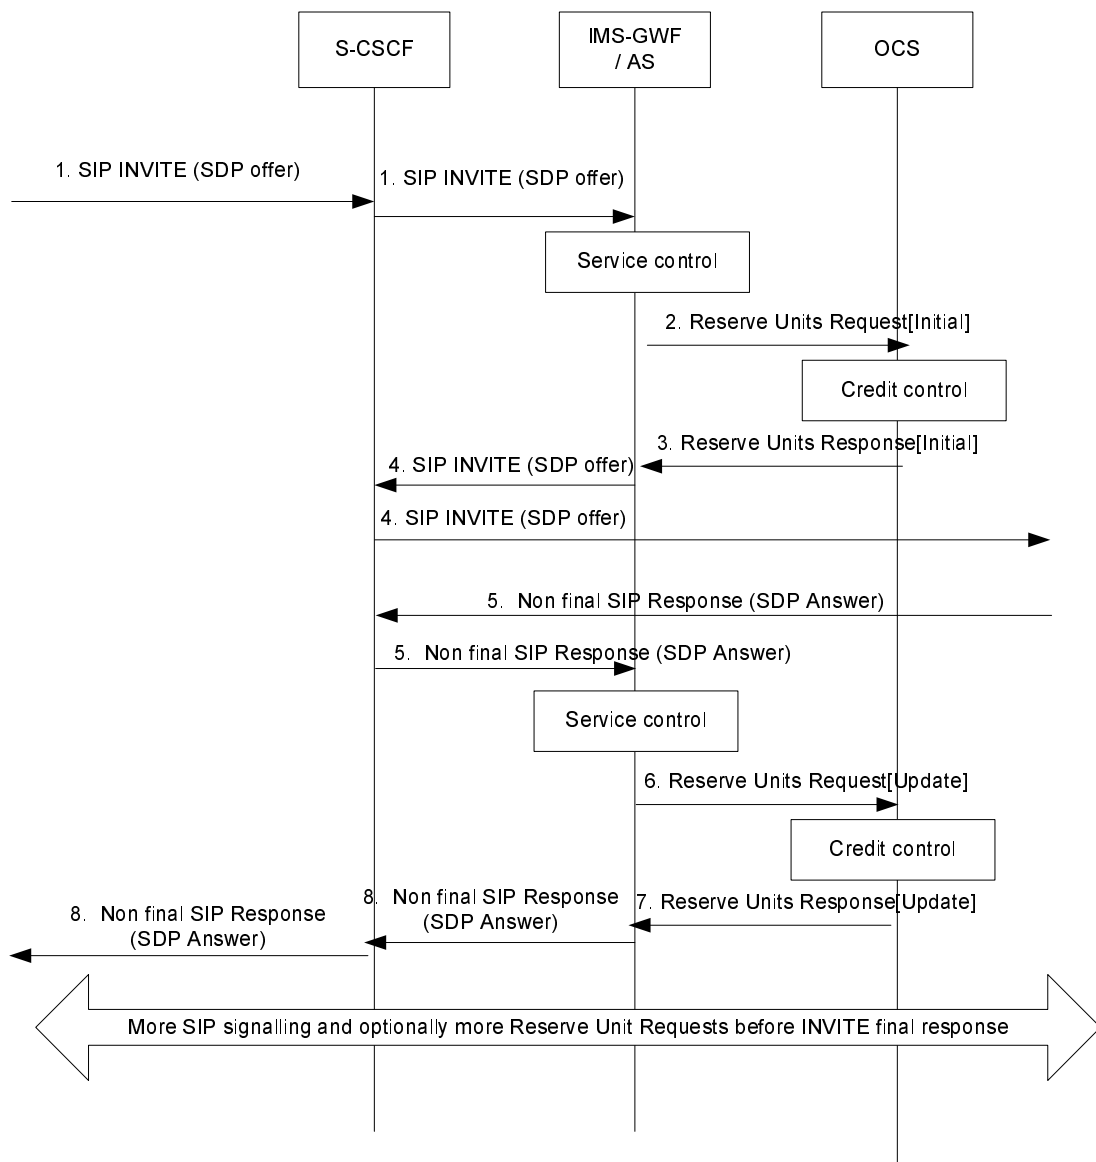 S-CSCF
IMS-GWF
/ AS
OCS
1. SIP INVITE (SDP offer)
1. SIP INVITE (SDP offer)
Service control
2. Reserve Units Request[Initial]
Credit control
3. Reserve Units Response[Initial]
4. SIP INVITE (SDP offer)
4. SIP INVITE (SDP offer)
5. Non final SIP Response (SDP Answer)
5. Non final SIP Response (SDP Answer)
Service control
6. Reserve Units Request[Update]
Credit control
7. Reserve Units Response[Update]
8. Non final SIP Response
(SDP Answer)
8. Non final SIP Response
(SDP Answer)
More SIP signalling and optionally more Reserve Unit Requests before INVITE final response